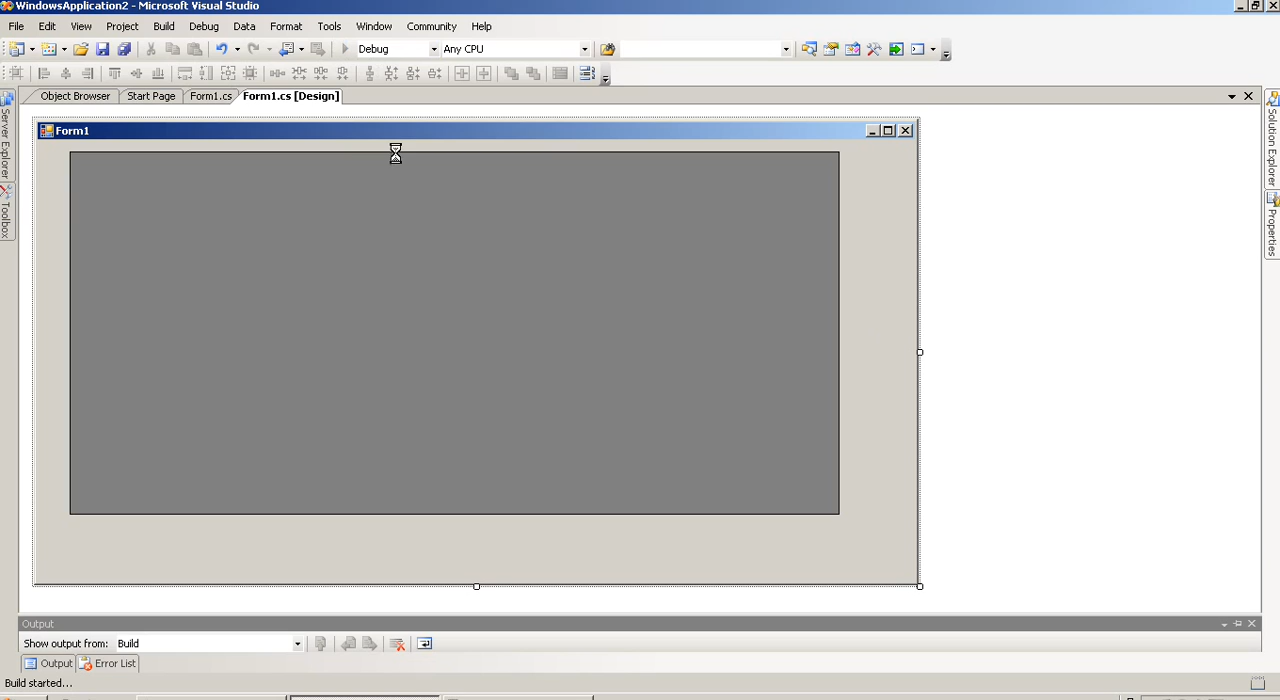 WindowsApplication2 - Microsoft Visual Studio
File Edit View Project Build Debug Data Format Tools Window Community Help
Debug Any CPU
Object Browser Start Page Form1.cs Form1.cs [Design]
Server Explorer
Toolbox
Form1
Solution Explorer
Properties
Output
Show output from: Build
Output Error List
Build started...